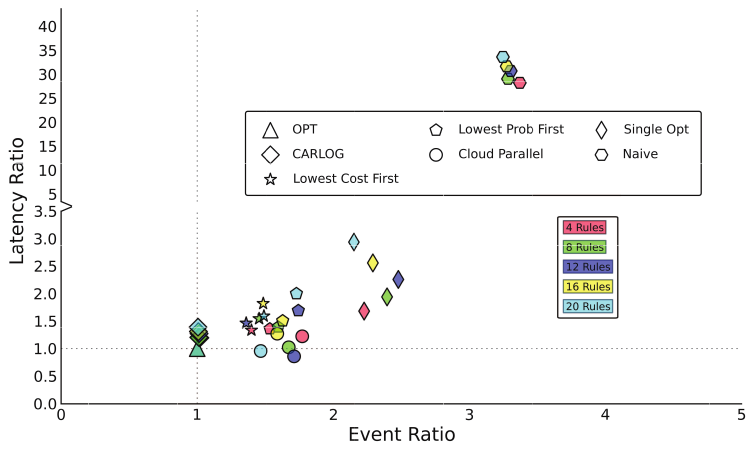 40
35
30
25
20
15
10
5
3.5
3.0
2.5
2.0
1.5
1.0
0.5
0.0
Latency Ratio
OPT
CARLOG
Lowest Cost First
Lowest Prob First
Cloud Parallel
Single Opt
Naive
4 Rules
8 Rules
12 Rules
16 Rules
20 Rules
0 1 2 3 4 5
Event Ratio